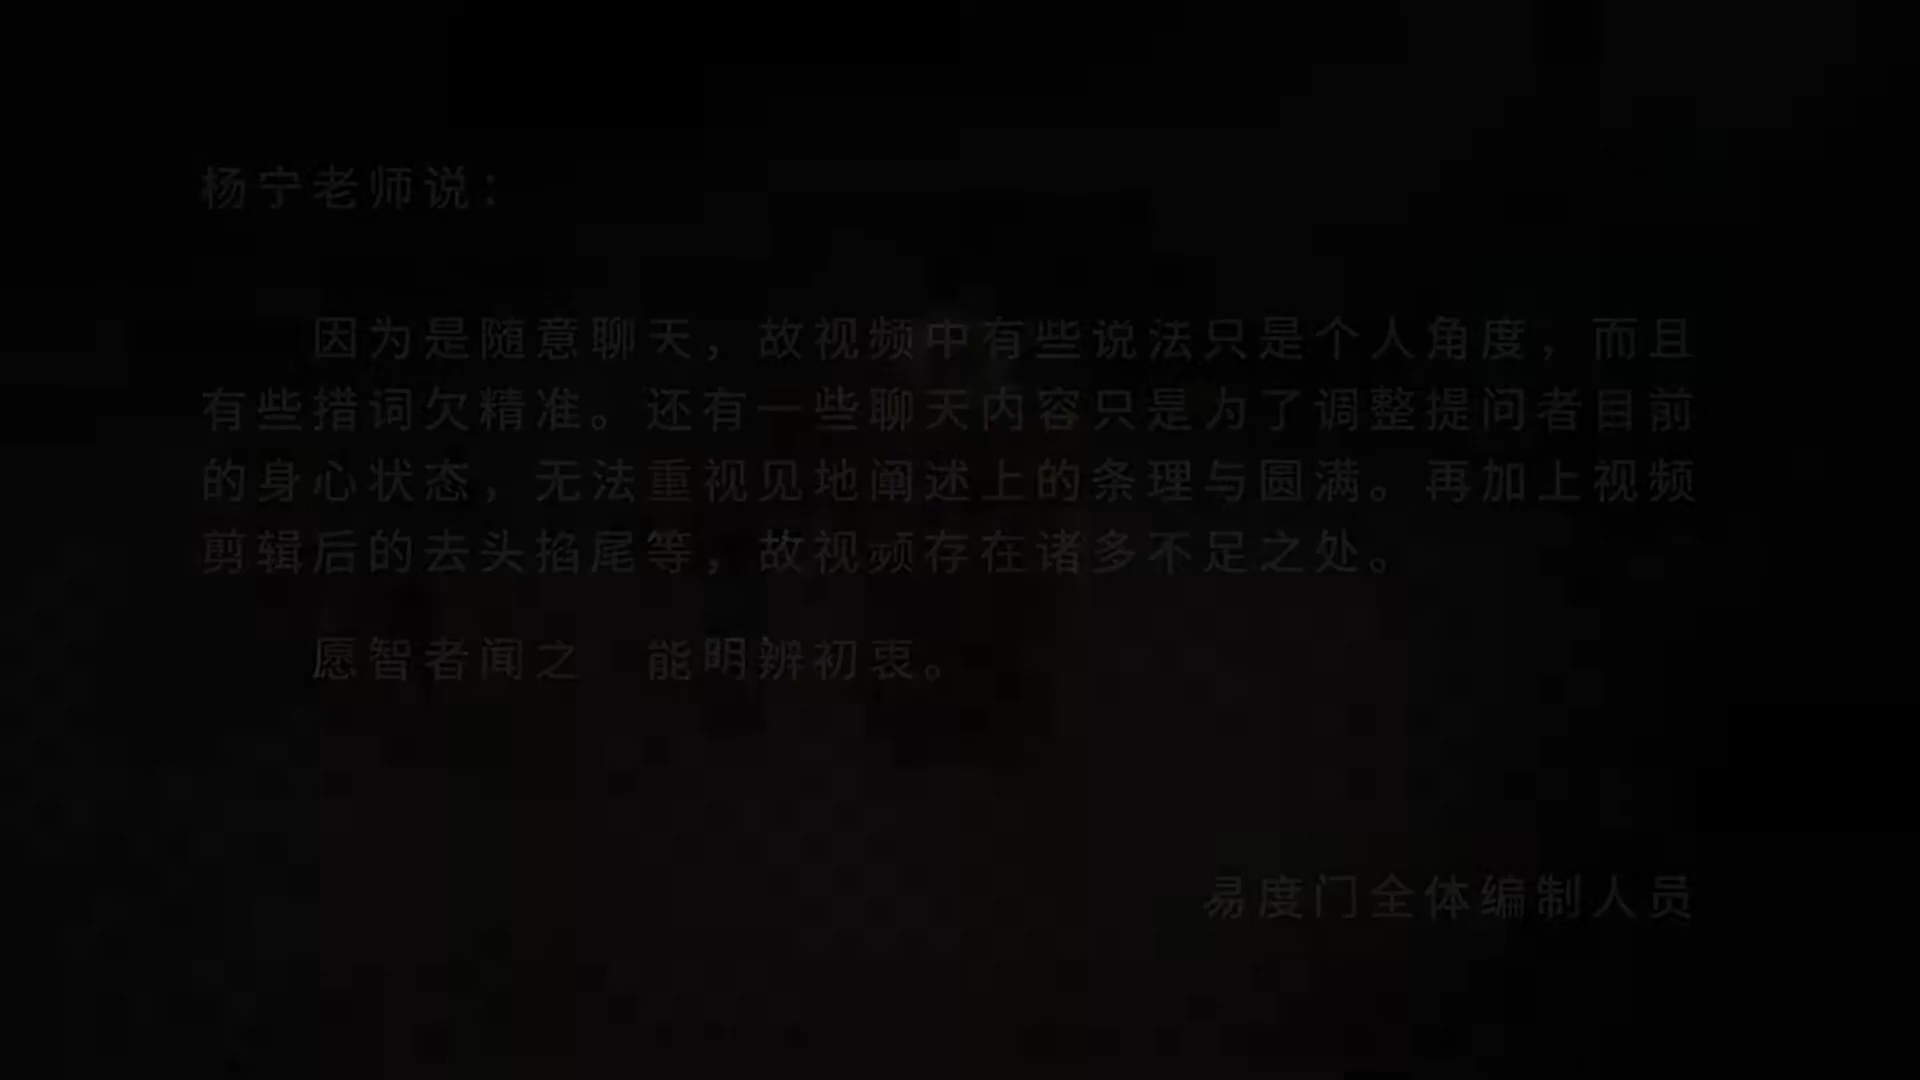 杨宁老师说：
因为是随意聊天，故视频中有些说法只是个人角度，而且
有些措词欠精准。还有一些聊天内容只是为了调整提问者目前
的身心状态，无法重视见地阐述上的条理与圆满。再加上视频
剪辑后的去头掐尾等，故视频存在诸多不足之处。
愿智者闻之　能明辨初衷。
易度门全体编制人员